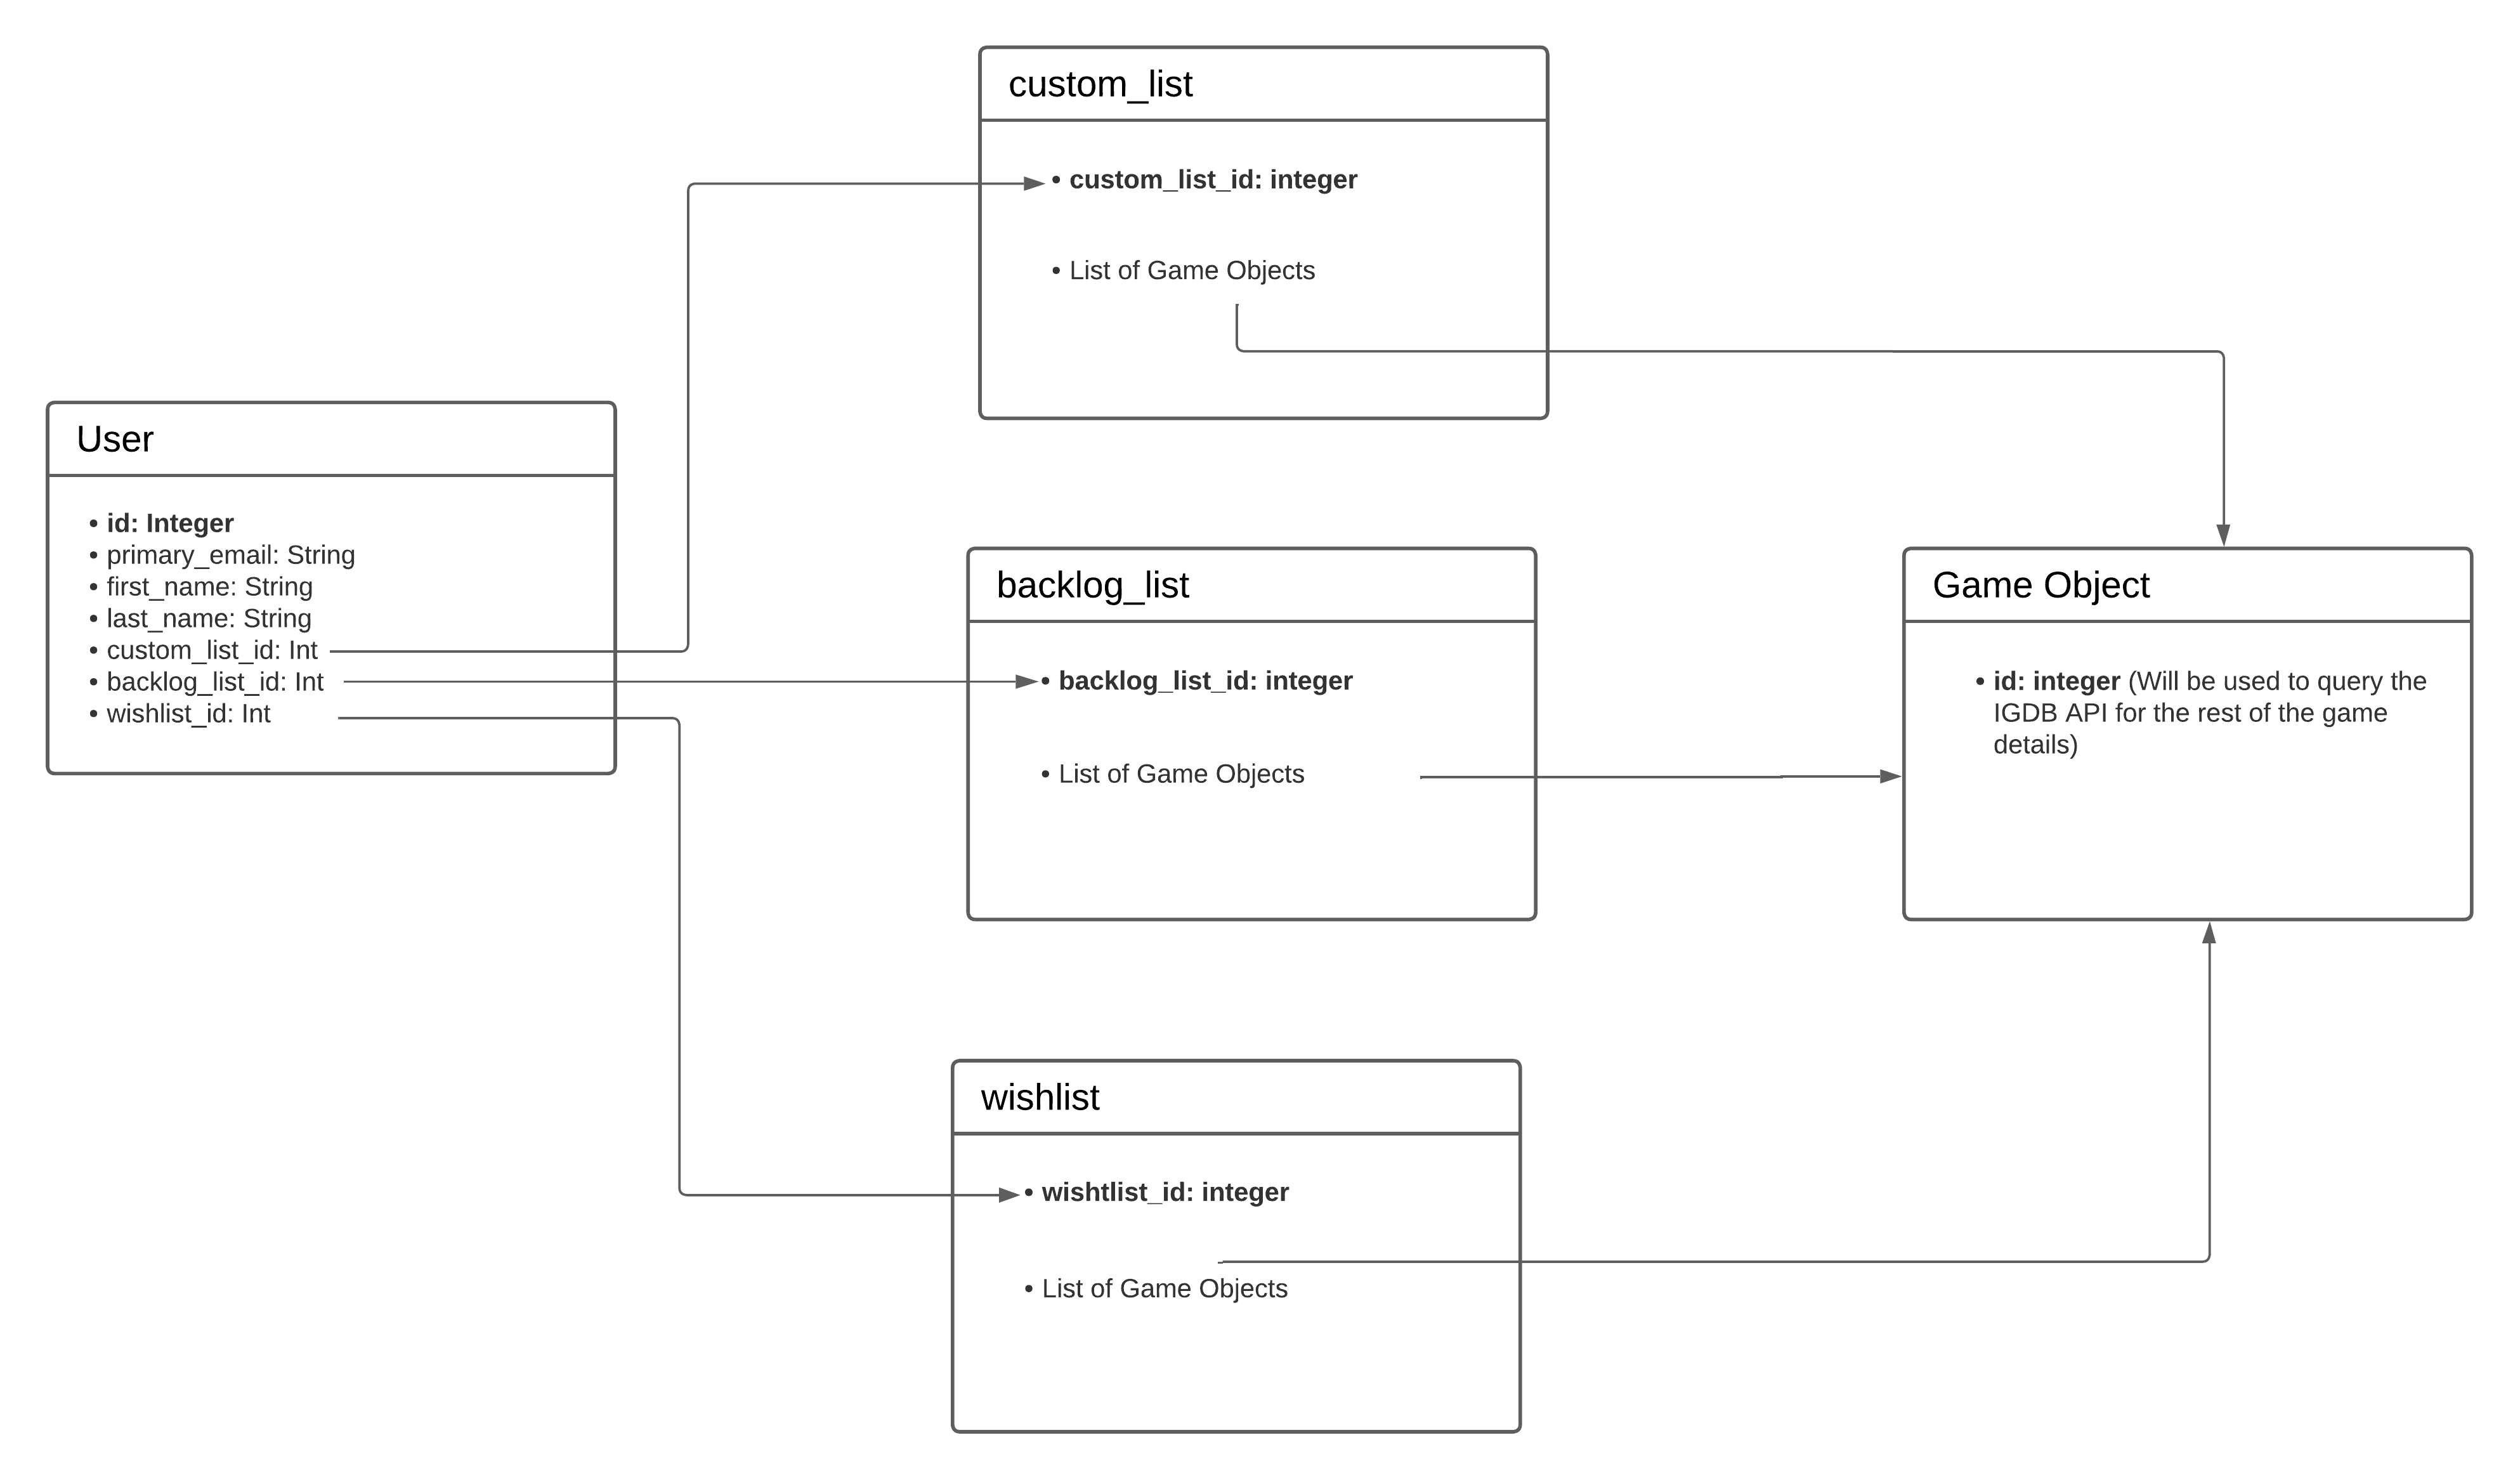 custom_list
• custom_list_id: integer
• List of Game Objects
User
• id: Integer
• primary_email: String
• first_name: String
• last_name: String
• custom_list_id: Int
• backlog_list_id: Int
• wishlist_id: Int
backlog_list
• backlog_list_id: integer
• List of Game Objects
Game Object
• id: integer (Will be used to query the
IGDB API for the rest of the game
details)
wishlist
• wishtlist_id: integer
• List of Game Objects